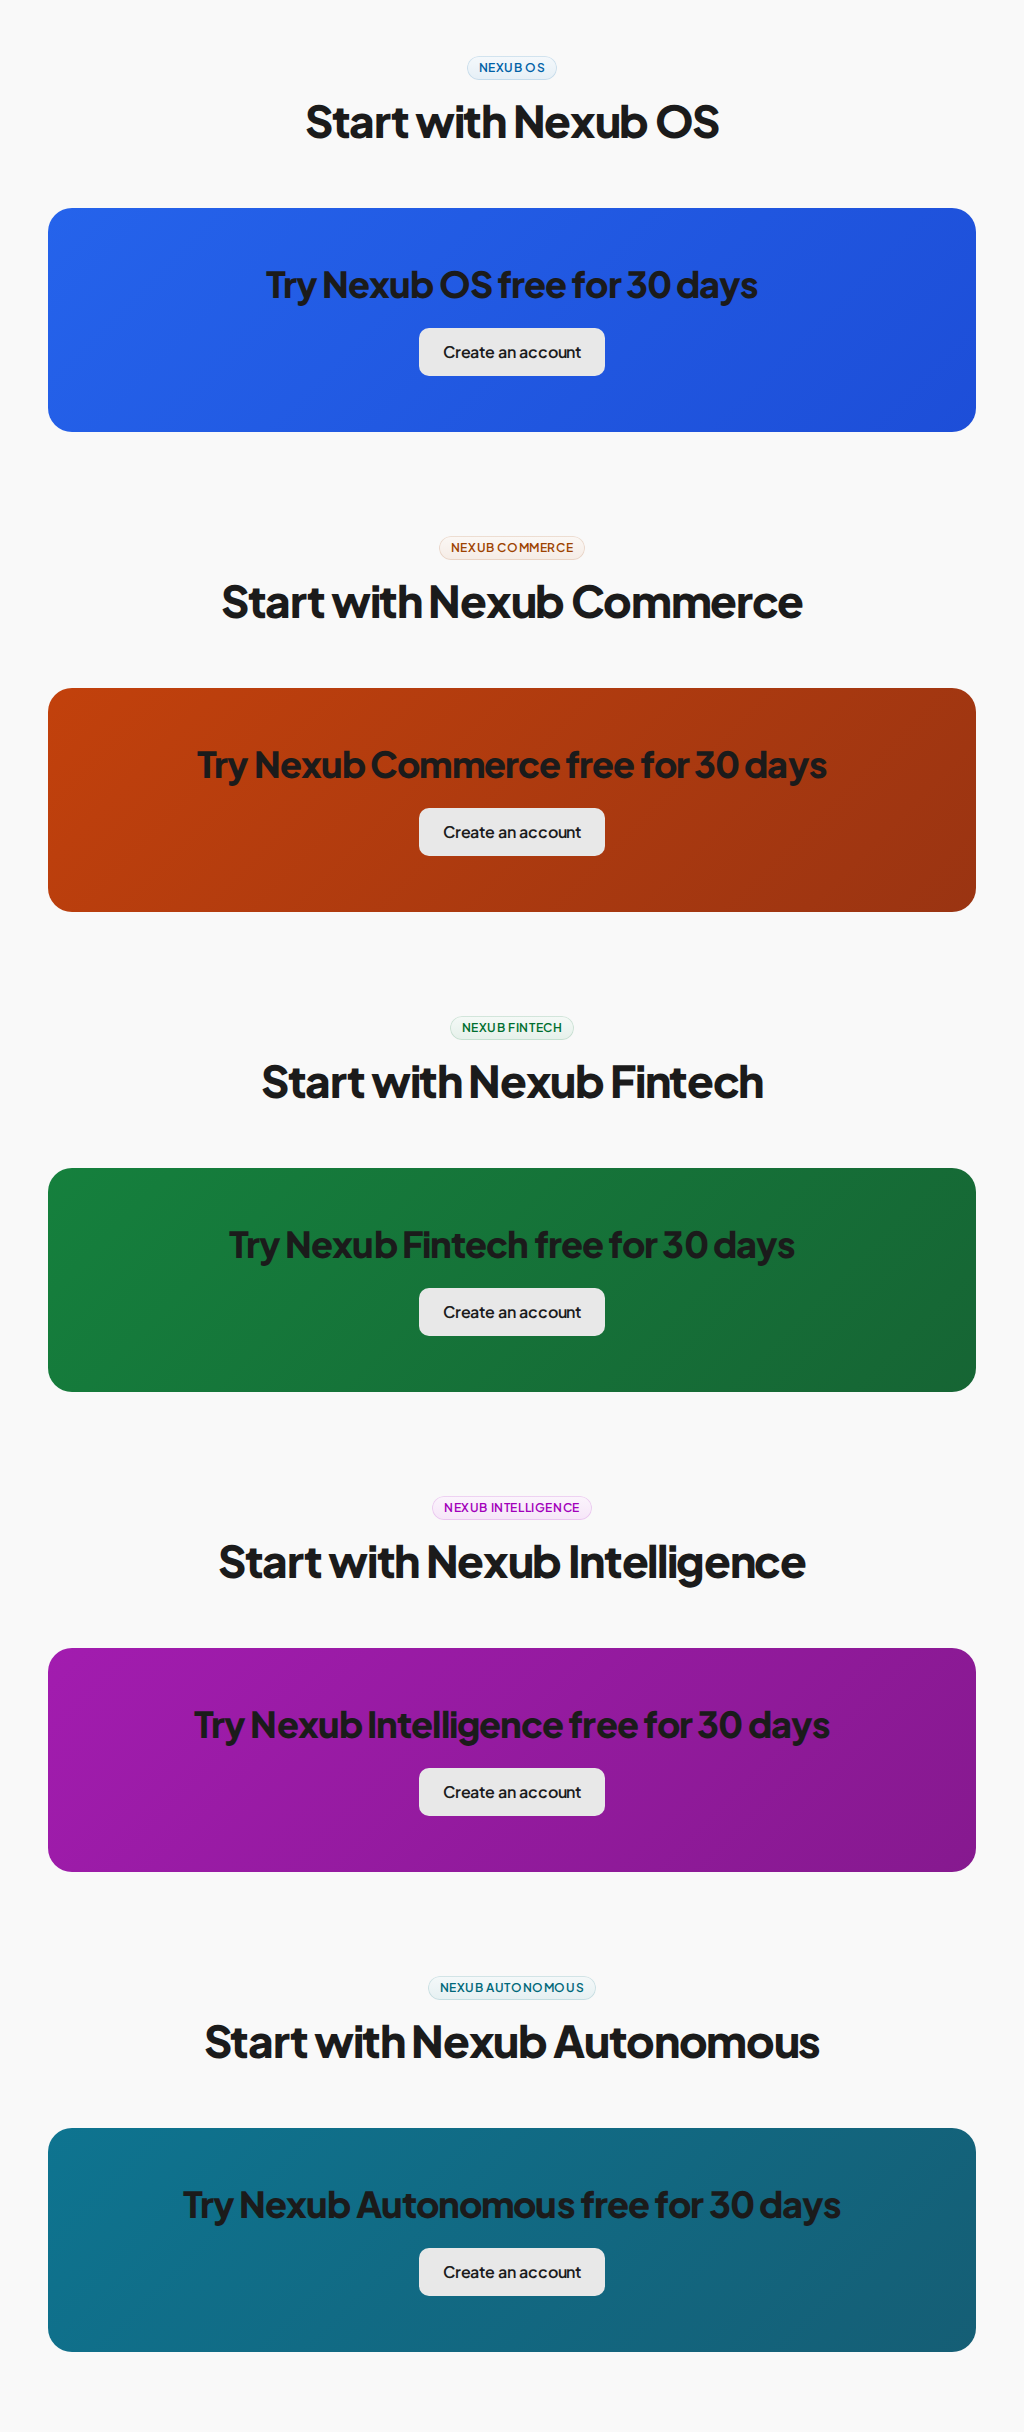 NEXUB OS
Start with Nexub OS
Try Nexub OS free for 30 days
Create an account
NEXUB COMMERCE
Start with Nexub Commerce
Try Nexub Commerce free for 30 days
Create an account
NEXUB FINTECH
Start with Nexub Fintech
Try Nexub Fintech free for 30 days
Create an account
NEXUB INTELLIGENCE
Start with Nexub Intelligence
Try Nexub Intelligence free for 30 days
Create an account
NEXUB AUTONOMOUS
Start with Nexub Autonomous
Try Nexub Autonomous free for 30 days
Create an account